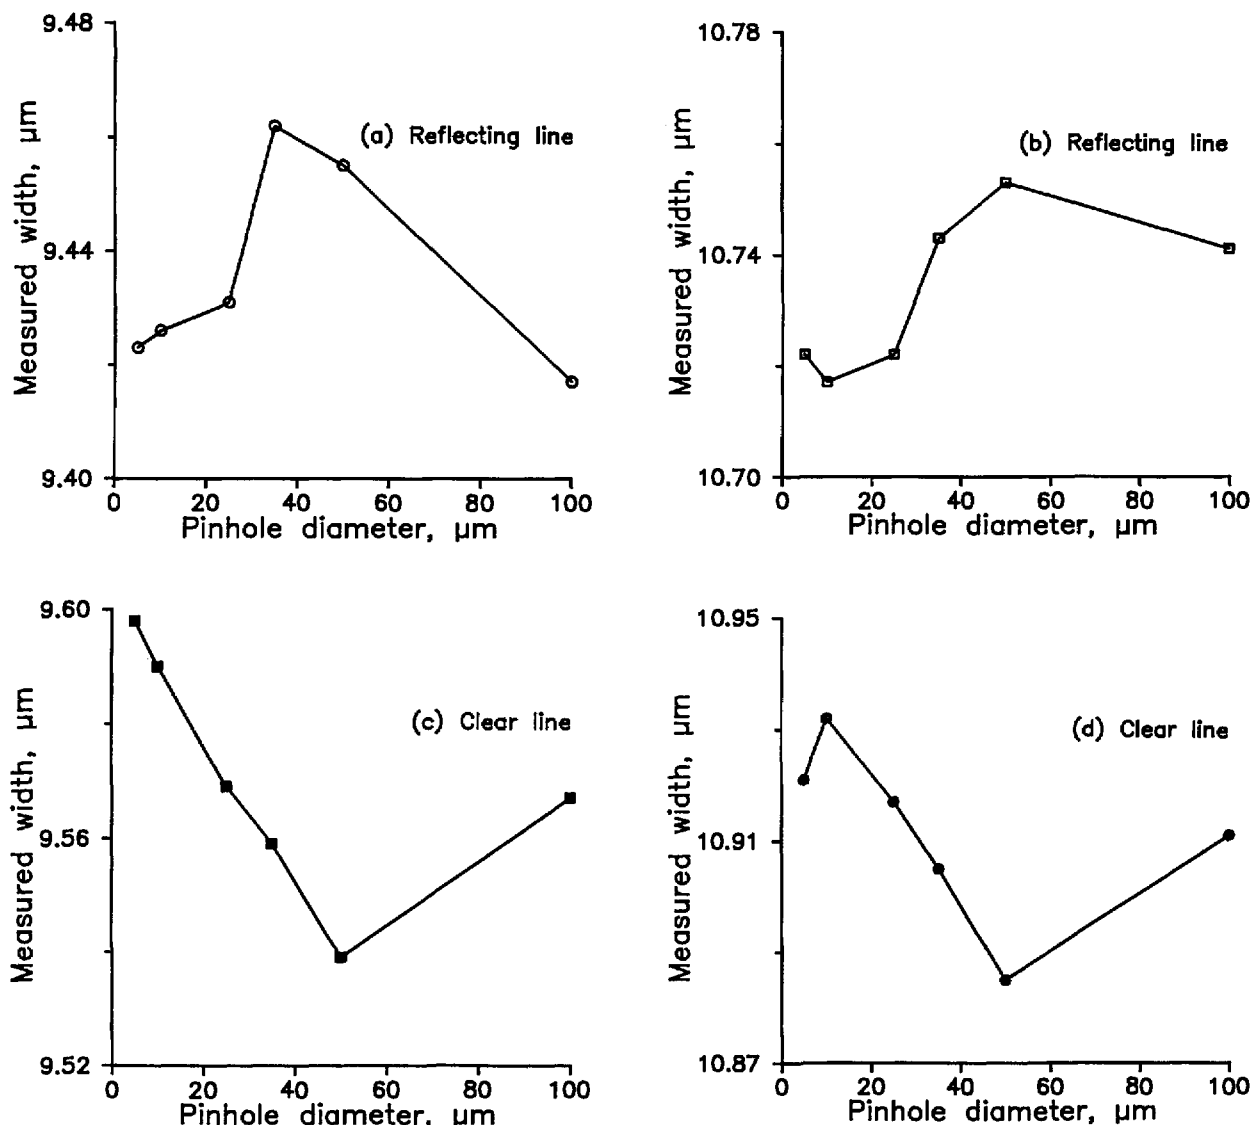 9.48
9.44
9.40
Measured width, μm
(a) Reflecting line
0 20 40 60 80 100
Pinhole diameter, μm
10.78
10.74
10.70
Measured width, μm
(b) Reflecting line
0 20 40 60 80 100
Pinhole diameter, μm
9.60
9.56
9.52
Measured width, μm
(c) Clear line
0 20 40 60 80 100
Pinhole diameter, μm
10.95
10.91
10.87
Measured width, μm
(d) Clear line
0 20 40 60 80 100
Pinhole diameter, μm